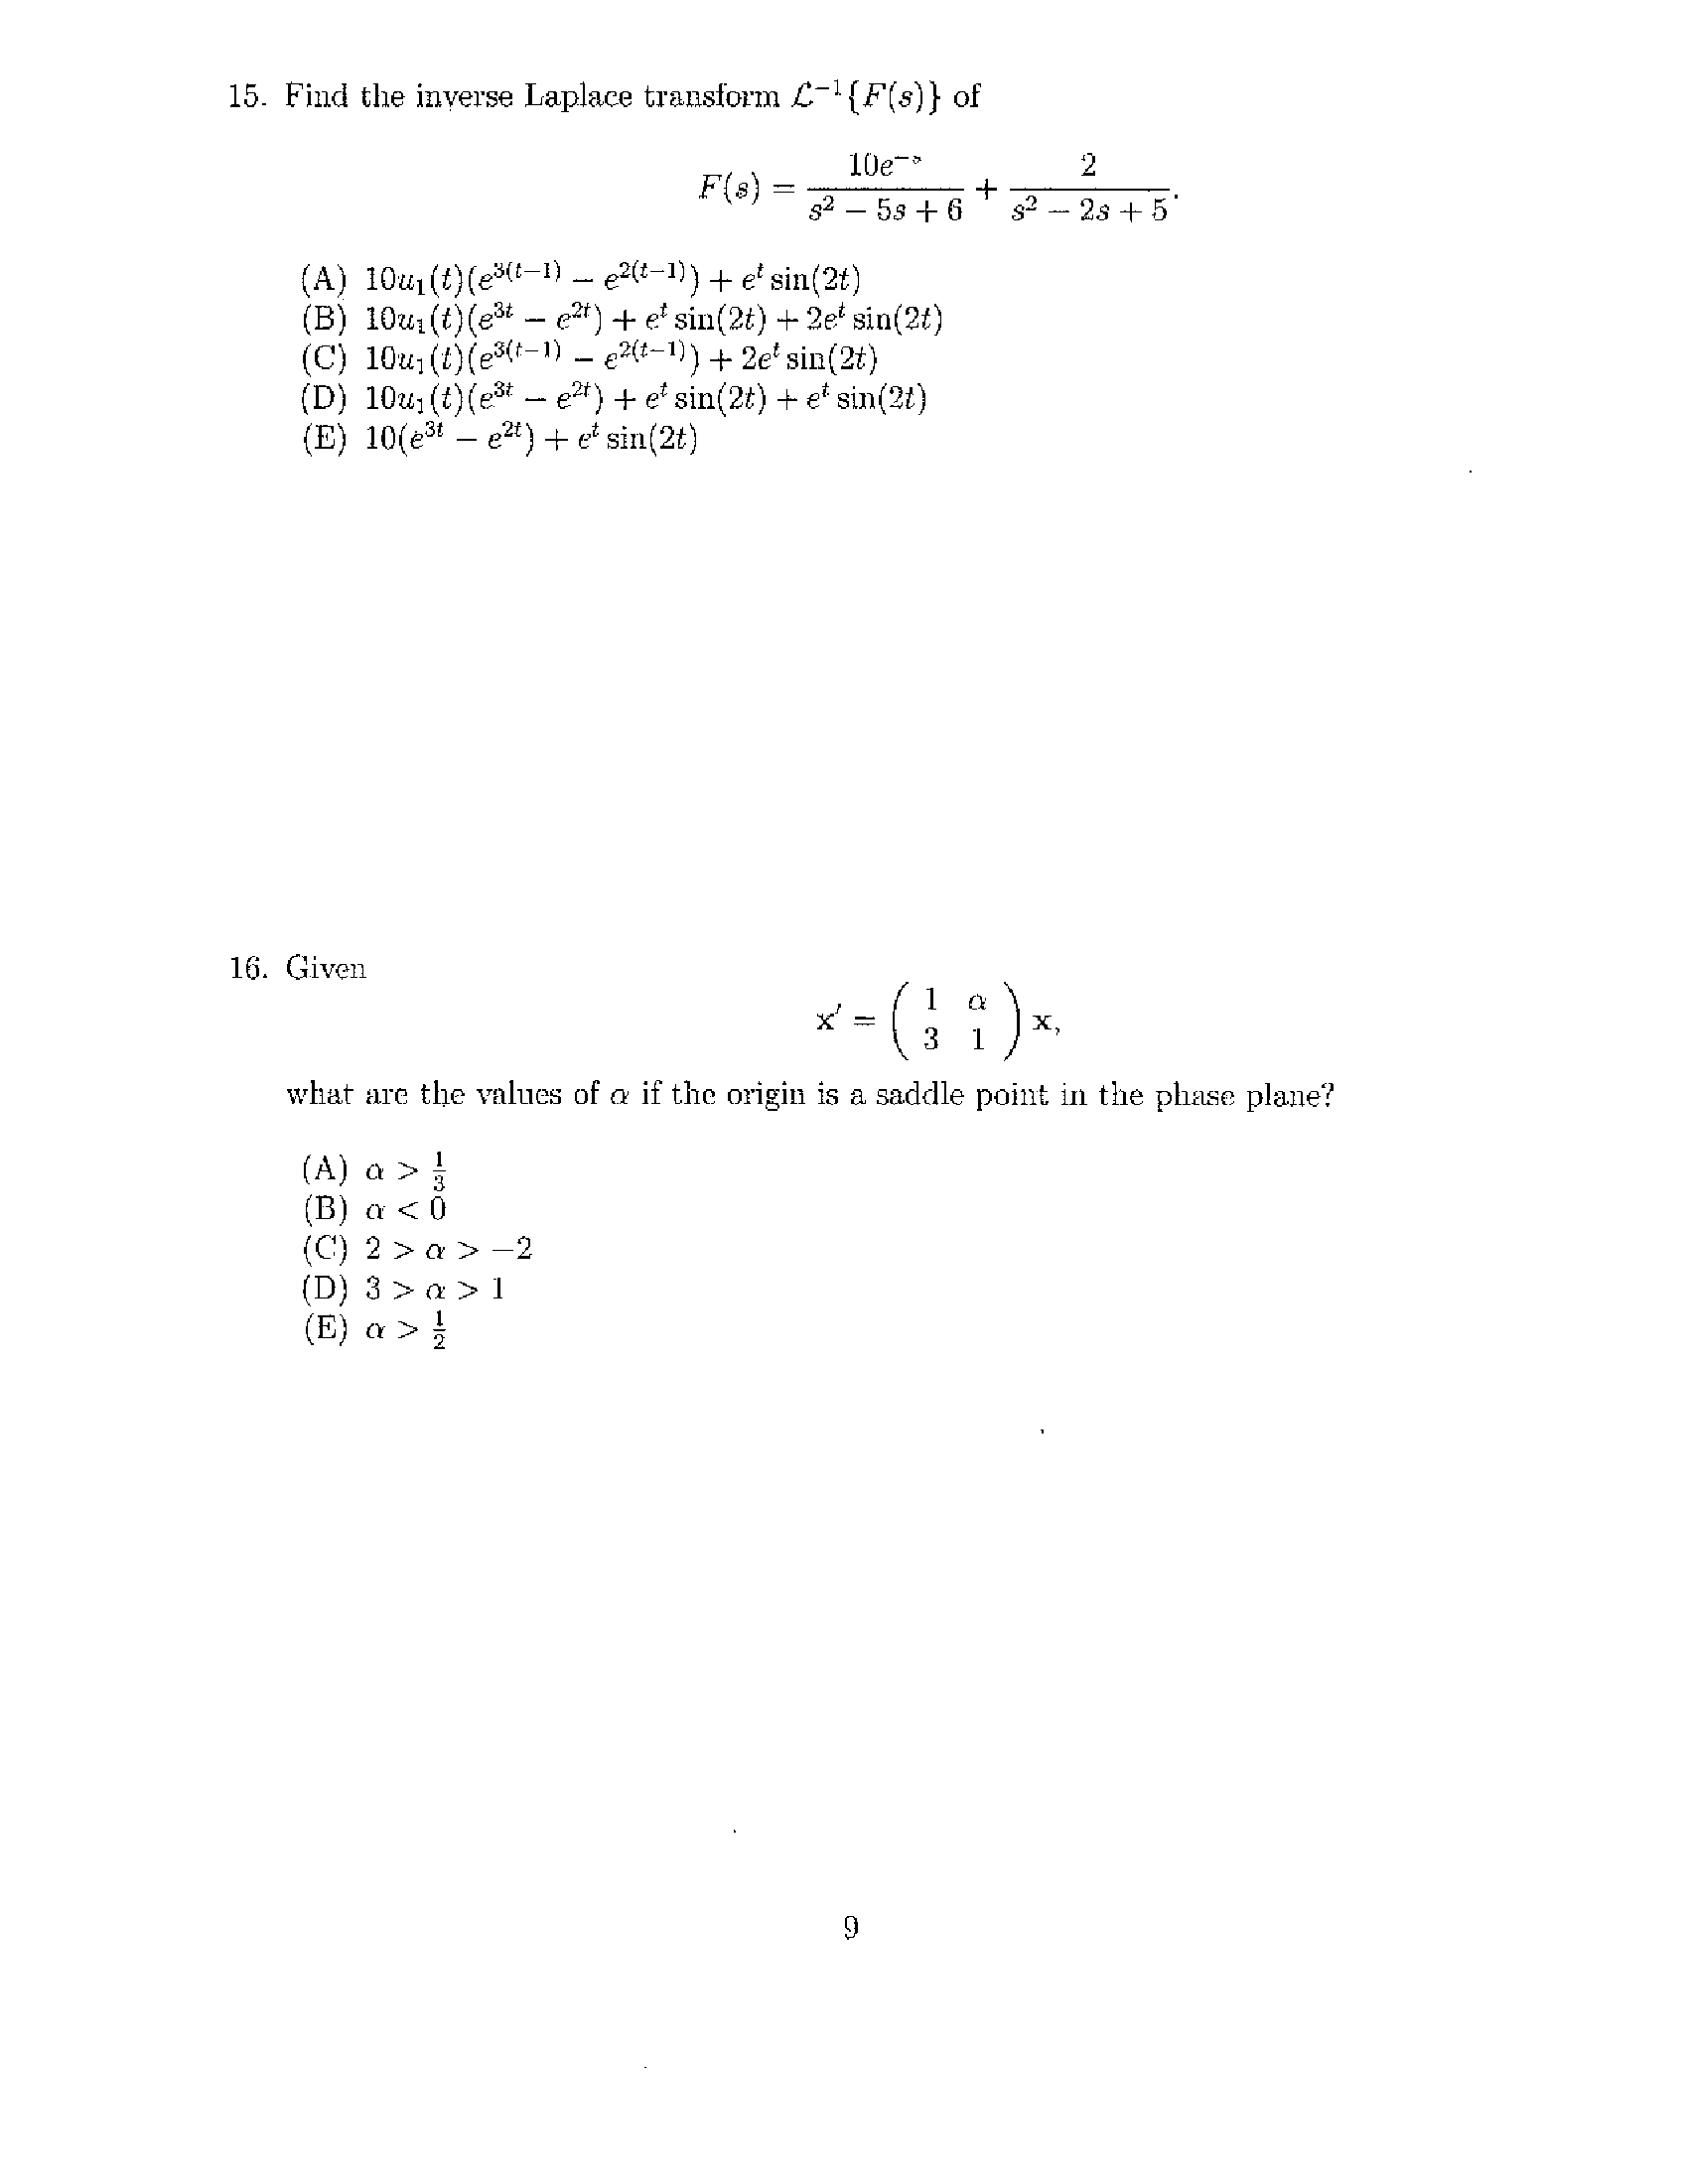 15. Find the inverse Laplace transform $\mathcal{L}^{-1}\{F(s)\}$ of
$F(s) = \frac{10e^{-s}}{s^2 - 5s + 6} + \frac{2}{s^2 - 2s + 5}.$
(A) $10u_1(t)(e^{3(t-1)} - e^{2(t-1)}) + e^t \sin(2t)$
(B) $10u_1(t)(e^{3t} - e^{2t}) + e^t \sin(2t) + 2e^t \sin(2t)$
(C) $10u_1(t)(e^{3(t-1)} - e^{2(t-1)}) + 2e^t \sin(2t)$
(D) $10u_1(t)(e^{3t} - e^{2t}) + e^t \sin(2t) + e^t \sin(2t)$
(E) $10(e^{3t} - e^{2t}) + e^t \sin(2t)$
16. Given
$\mathbf{x}' = \begin{pmatrix} 1 & \alpha \\ 3 & 1 \end{pmatrix} \mathbf{x},$
what are the values of $\alpha$ if the origin is a saddle point in the phase plane?
(A) $\alpha > \frac{1}{3}$
(B) $\alpha < 0$
(C) $2 > \alpha > -2$
(D) $3 > \alpha > 1$
(E) $\alpha > \frac{1}{2}$
9